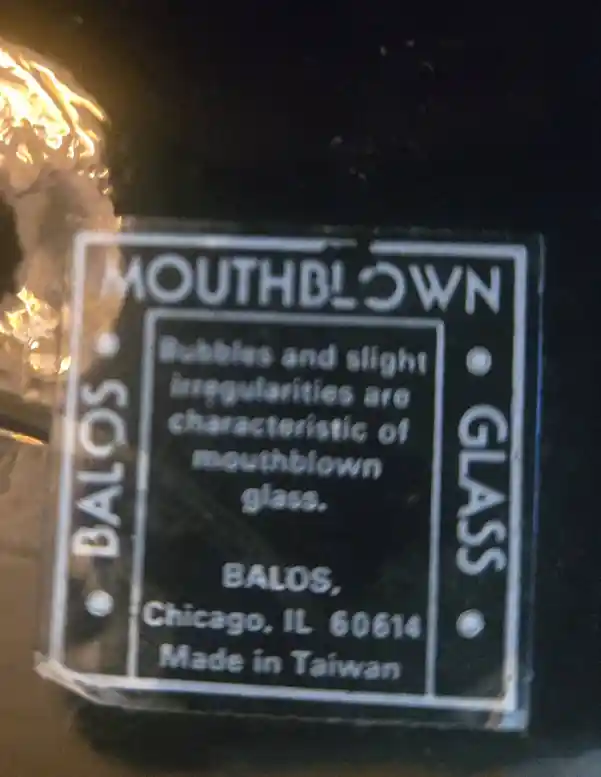 MOUTHBLOWN
BALOS
GLASS
Bubbles and slight
irregularities are
characteristic of
mouthblown
glass.
BALOS,
Chicago, IL 60614
Made in Taiwan